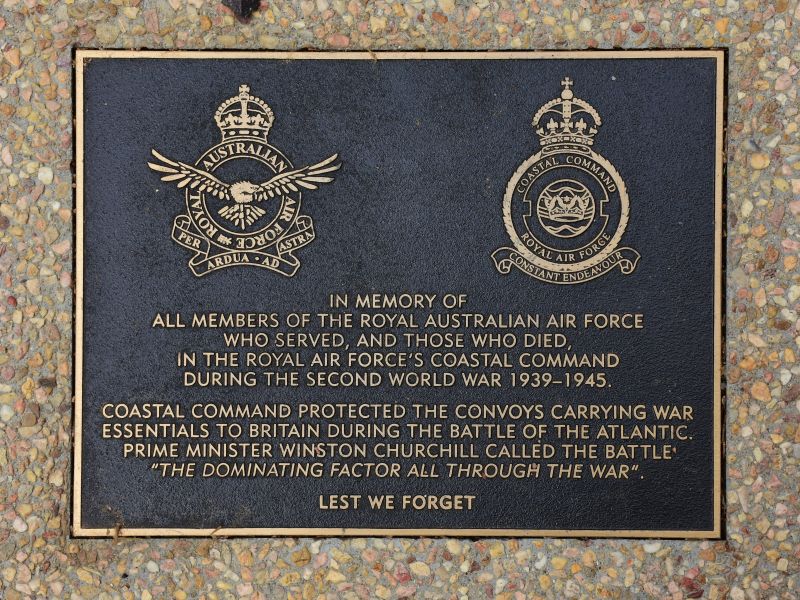 ROYAL AUSTRALIAN AIR FORCE
PER ARDUA · AD ASTRA
COASTAL COMMAND
ROYAL AIR FORCE
CONSTANT ENDEAVOUR
IN MEMORY OF
ALL MEMBERS OF THE ROYAL AUSTRALIAN AIR FORCE
WHO SERVED, AND THOSE WHO DIED,
IN THE ROYAL AIR FORCE'S COASTAL COMMAND
DURING THE SECOND WORLD WAR 1939–1945.
COASTAL COMMAND PROTECTED THE CONVOYS CARRYING WAR
ESSENTIALS TO BRITAIN DURING THE BATTLE OF THE ATLANTIC.
PRIME MINISTER WINSTON CHURCHILL CALLED THE BATTLE
"THE DOMINATING FACTOR ALL THROUGH THE WAR".
LEST WE FORGET